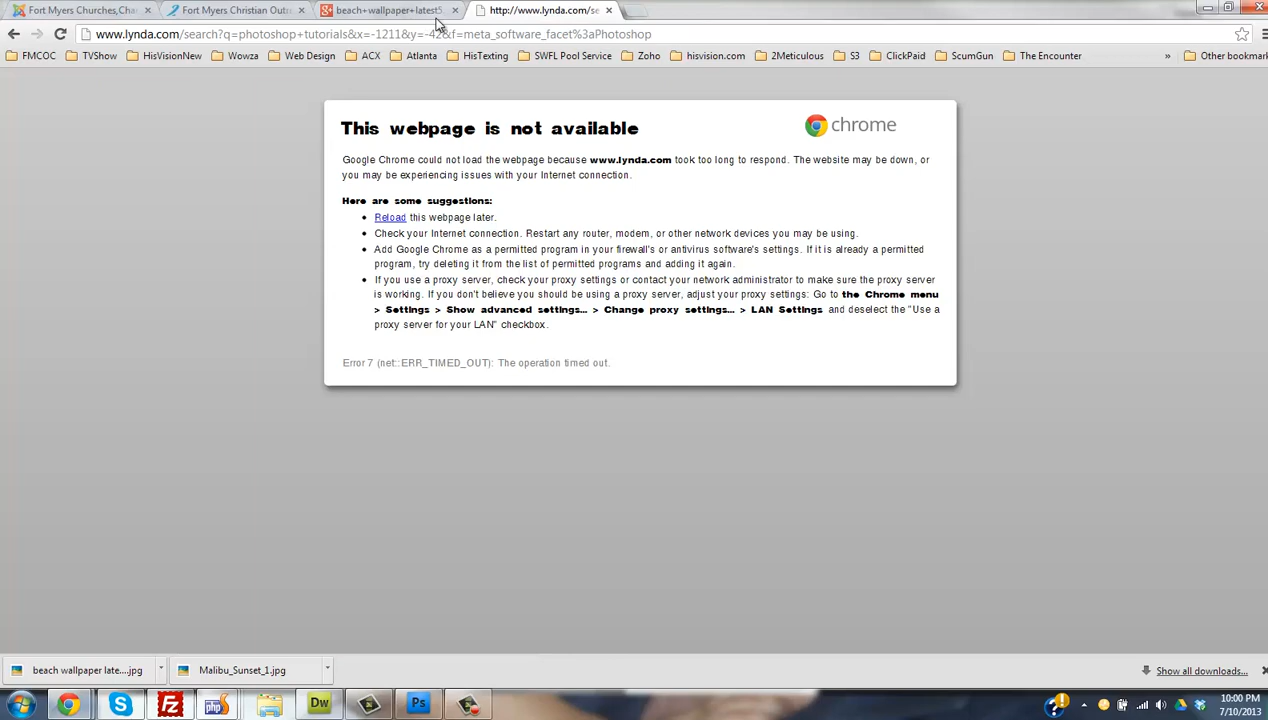 Fort Myers Churches,Cha
Fort Myers Christian Outr
beach+wallpaper+latest5.
http://www.lynda.com/se
www.lynda.com/search?q=photoshop+tutorials&x=-1211&y=-42&f=meta_software_facet%3aPhotoshop
FMCOC TVShow HisVisionNew Wowza Web Design ACX Atlanta HisTexting SWFL Pool Service Zoho hisvision.com 2Meticulous S3 ClickPaid ScumGun The Encounter » Other bookmark
This webpage is not available
chrome
Google Chrome could not load the webpage because www.lynda.com took too long to respond. The website may be down, or
you may be experiencing issues with your Internet connection.
Here are some suggestions:
• Reload this webpage later.
• Check your Internet connection. Restart any router, modem, or other network devices you may be using.
• Add Google Chrome as a permitted program in your firewall's or antivirus software's settings. If it is already a permitted
program, try deleting it from the list of permitted programs and adding it again.
• If you use a proxy server, check your proxy settings or contact your network administrator to make sure the proxy server
is working. If you don't believe you should be using a proxy server, adjust your proxy settings: Go to the Chrome menu
> Settings > Show advanced settings... > Change proxy settings... > LAN Settings and deselect the "Use a
proxy server for your LAN" checkbox.
Error 7 (net::ERR_TIMED_OUT): The operation timed out.
beach wallpaper late....jpg
Malibu_Sunset_1.jpg
Show all downloads...
Fz
php
Dw
Ps
10:00 PM
7/10/2013